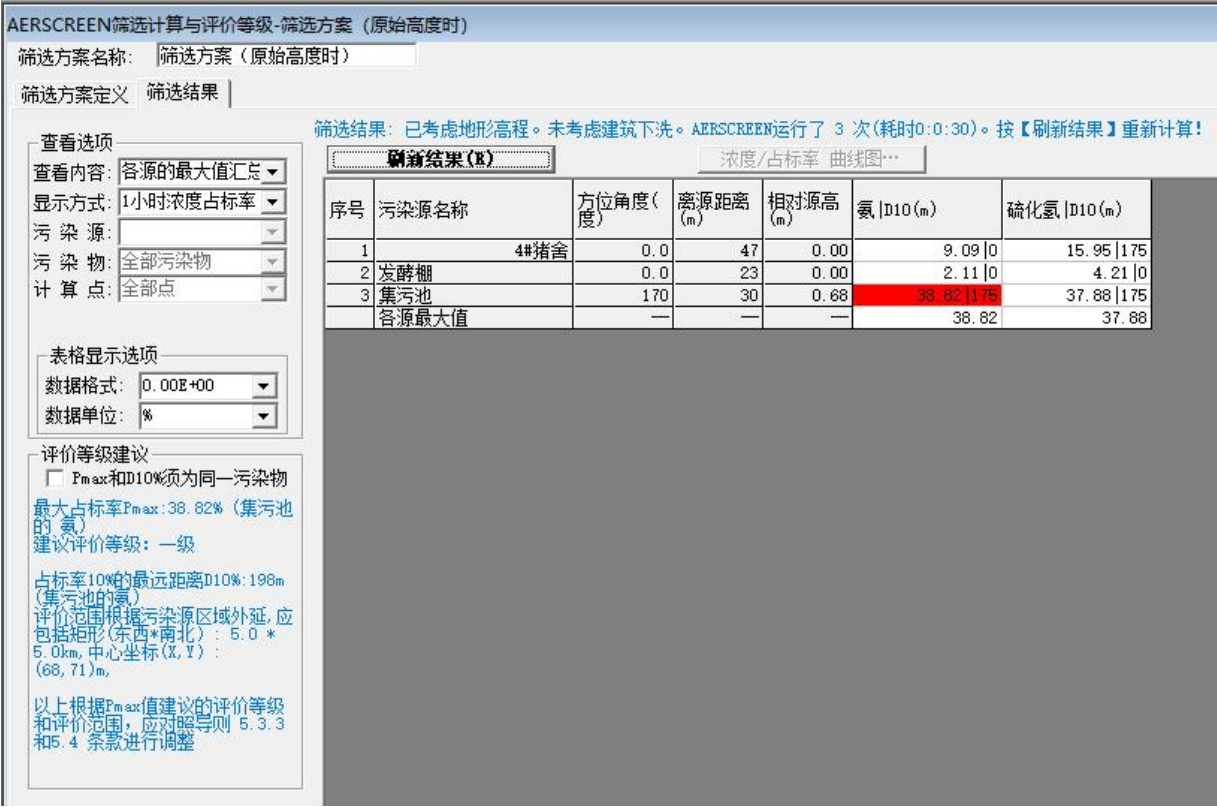 AERSCREEN筛选计算与评价等级-筛选方案（原始高度时）
筛选方案名称: 筛选方案（原始高度时）
筛选方案定义 筛选结果
筛选结果: 已考虑地形高程。未考虑建筑下洗。AERSCREEN运行了 3 次(耗时0:0:30)。按【刷新结果】重新计算!
刷新结果(R) 浓度/占标率 曲线图…
查看选项
查看内容: 各源的最大值汇总
显示方式: 1小时浓度占标率
污 染 源:
污 染 物: 全部污染物
计 算 点: 全部点
表格显示选项
数据格式: 0.00E+00
数据单位: %
评价等级建议
Pmax和D10%须为同一污染物
最大占标率Pmax:38.82% (集污池
的 氨)
建议评价等级: 一级
占标率10%的最远距离D10%:198m
(集污池的氨)
评价范围根据污染源区域外延,应
包括矩形(东西*南北): 5.0 *
5.0km,中心坐标(X,Y):
(68,71)m,
以上根据Pmax值建议的评价等级
和评价范围，应对照导则 5.3.3
和5.4 条款进行调整
序号 污染源名称 方位角度(度) 离源距离(m) 相对源高(m) 氨|D10(m) 硫化氢|D10(m)
1 4#猪舍 0.0 47 0.00 9.09|0 15.95|175
2 发酵棚 0.0 23 0.00 2.11|0 4.21|0
3 集污池 170 30 0.68 38.82|175 37.88|175
各源最大值 — — — 38.82 37.88